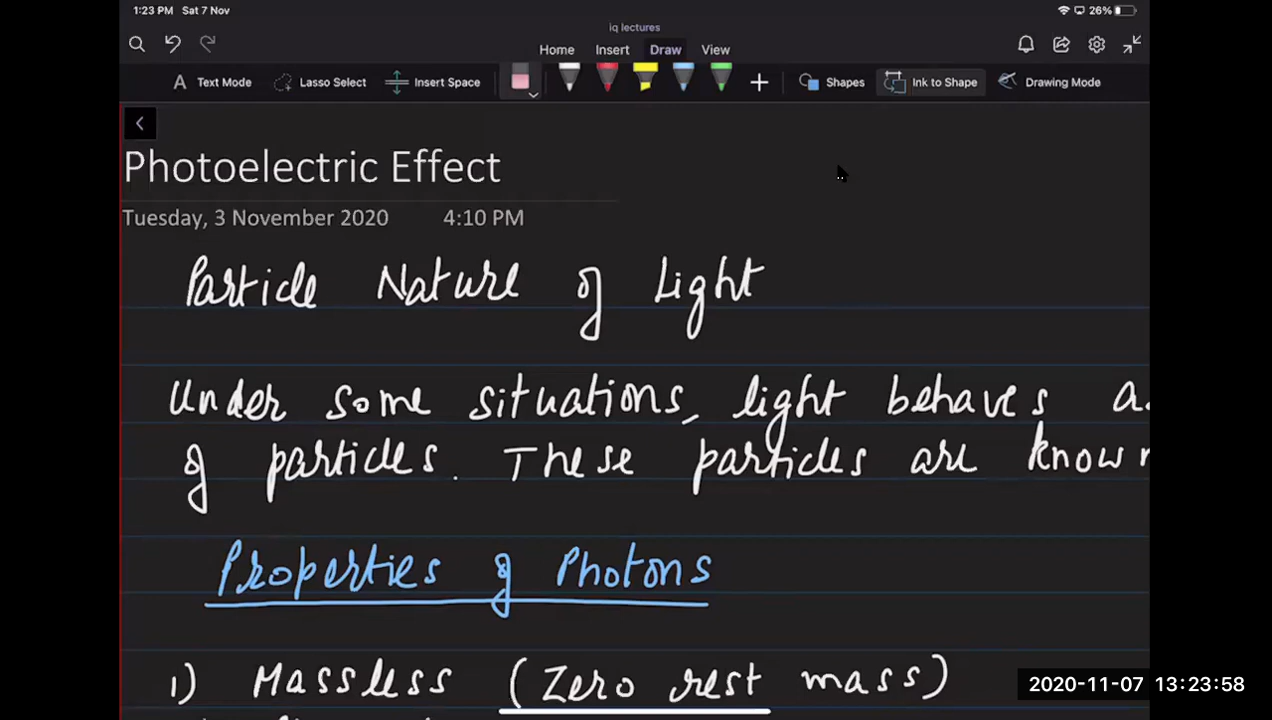 1:23 PM Sat 7 Nov
26%
iq lectures
Home Insert Draw View
Text Mode Lasso Select Insert Space Shapes Ink to Shape Drawing Mode
Photoelectric Effect
Tuesday, 3 November 2020 4:10 PM
Particle Nature of Light
Under some situations, light behaves a
of particles. These particles are know
Properties of Photons
1) Massless (Zero rest mass)
2020-11-07 13:23:58